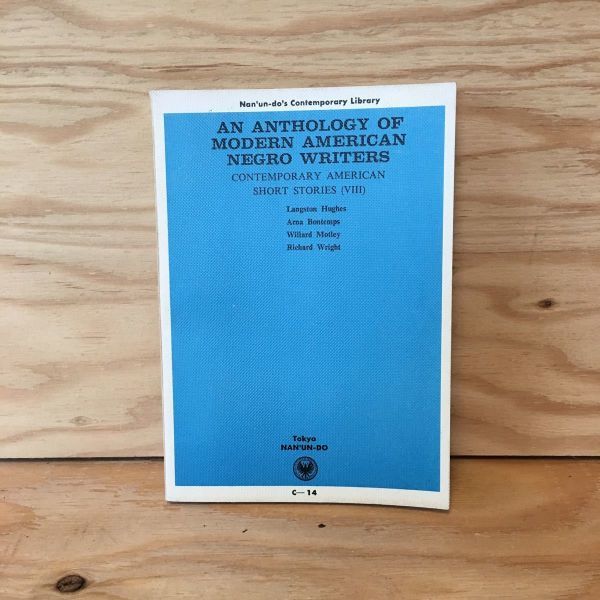 Nan'un-do's Contemporary Library
AN ANTHOLOGY OF
MODERN AMERICAN
NEGRO WRITERS
CONTEMPORARY AMERICAN
SHORT STORIES (VIII)
Langston Hughes
Arna Bontemps
Willard Motley
Richard Wright
Tokyo
NAN'UN-DO
C—14